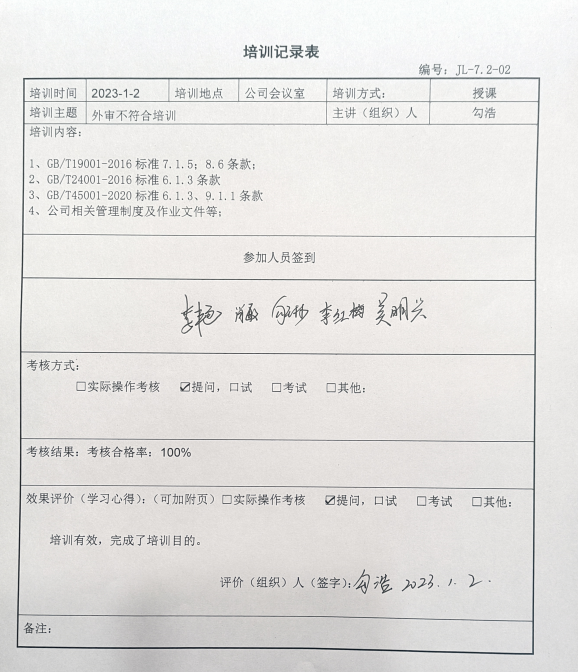 培训记录表
编号：JL-7.2-02
培训时间 2023-1-2 培训地点 公司会议室 培训方式： 授课
培训主题 外审不符合培训 主讲（组织）人 勾浩
培训内容：
1、GB/T19001-2016 标准 7.1.5；8.6 条款；
2、GB/T24001-2016 标准 6.1.3 条款
3、GB/T45001-2020 标准 6.1.3、9.1.1 条款
4、公司相关管理制度及作业文件等；
参加人员签到
李艳 李红梅 吴明兴
考核方式：
□实际操作考核 ☑提问，口试 □考试 □其他：
考核结果：考核合格率：100%
效果评价（学习心得）：（可加附页）□实际操作考核 ☑提问，口试 □考试 □其他：
培训有效，完成了培训目的。
评价（组织）人（签字）：勾浩 2023.1.2.
备注：